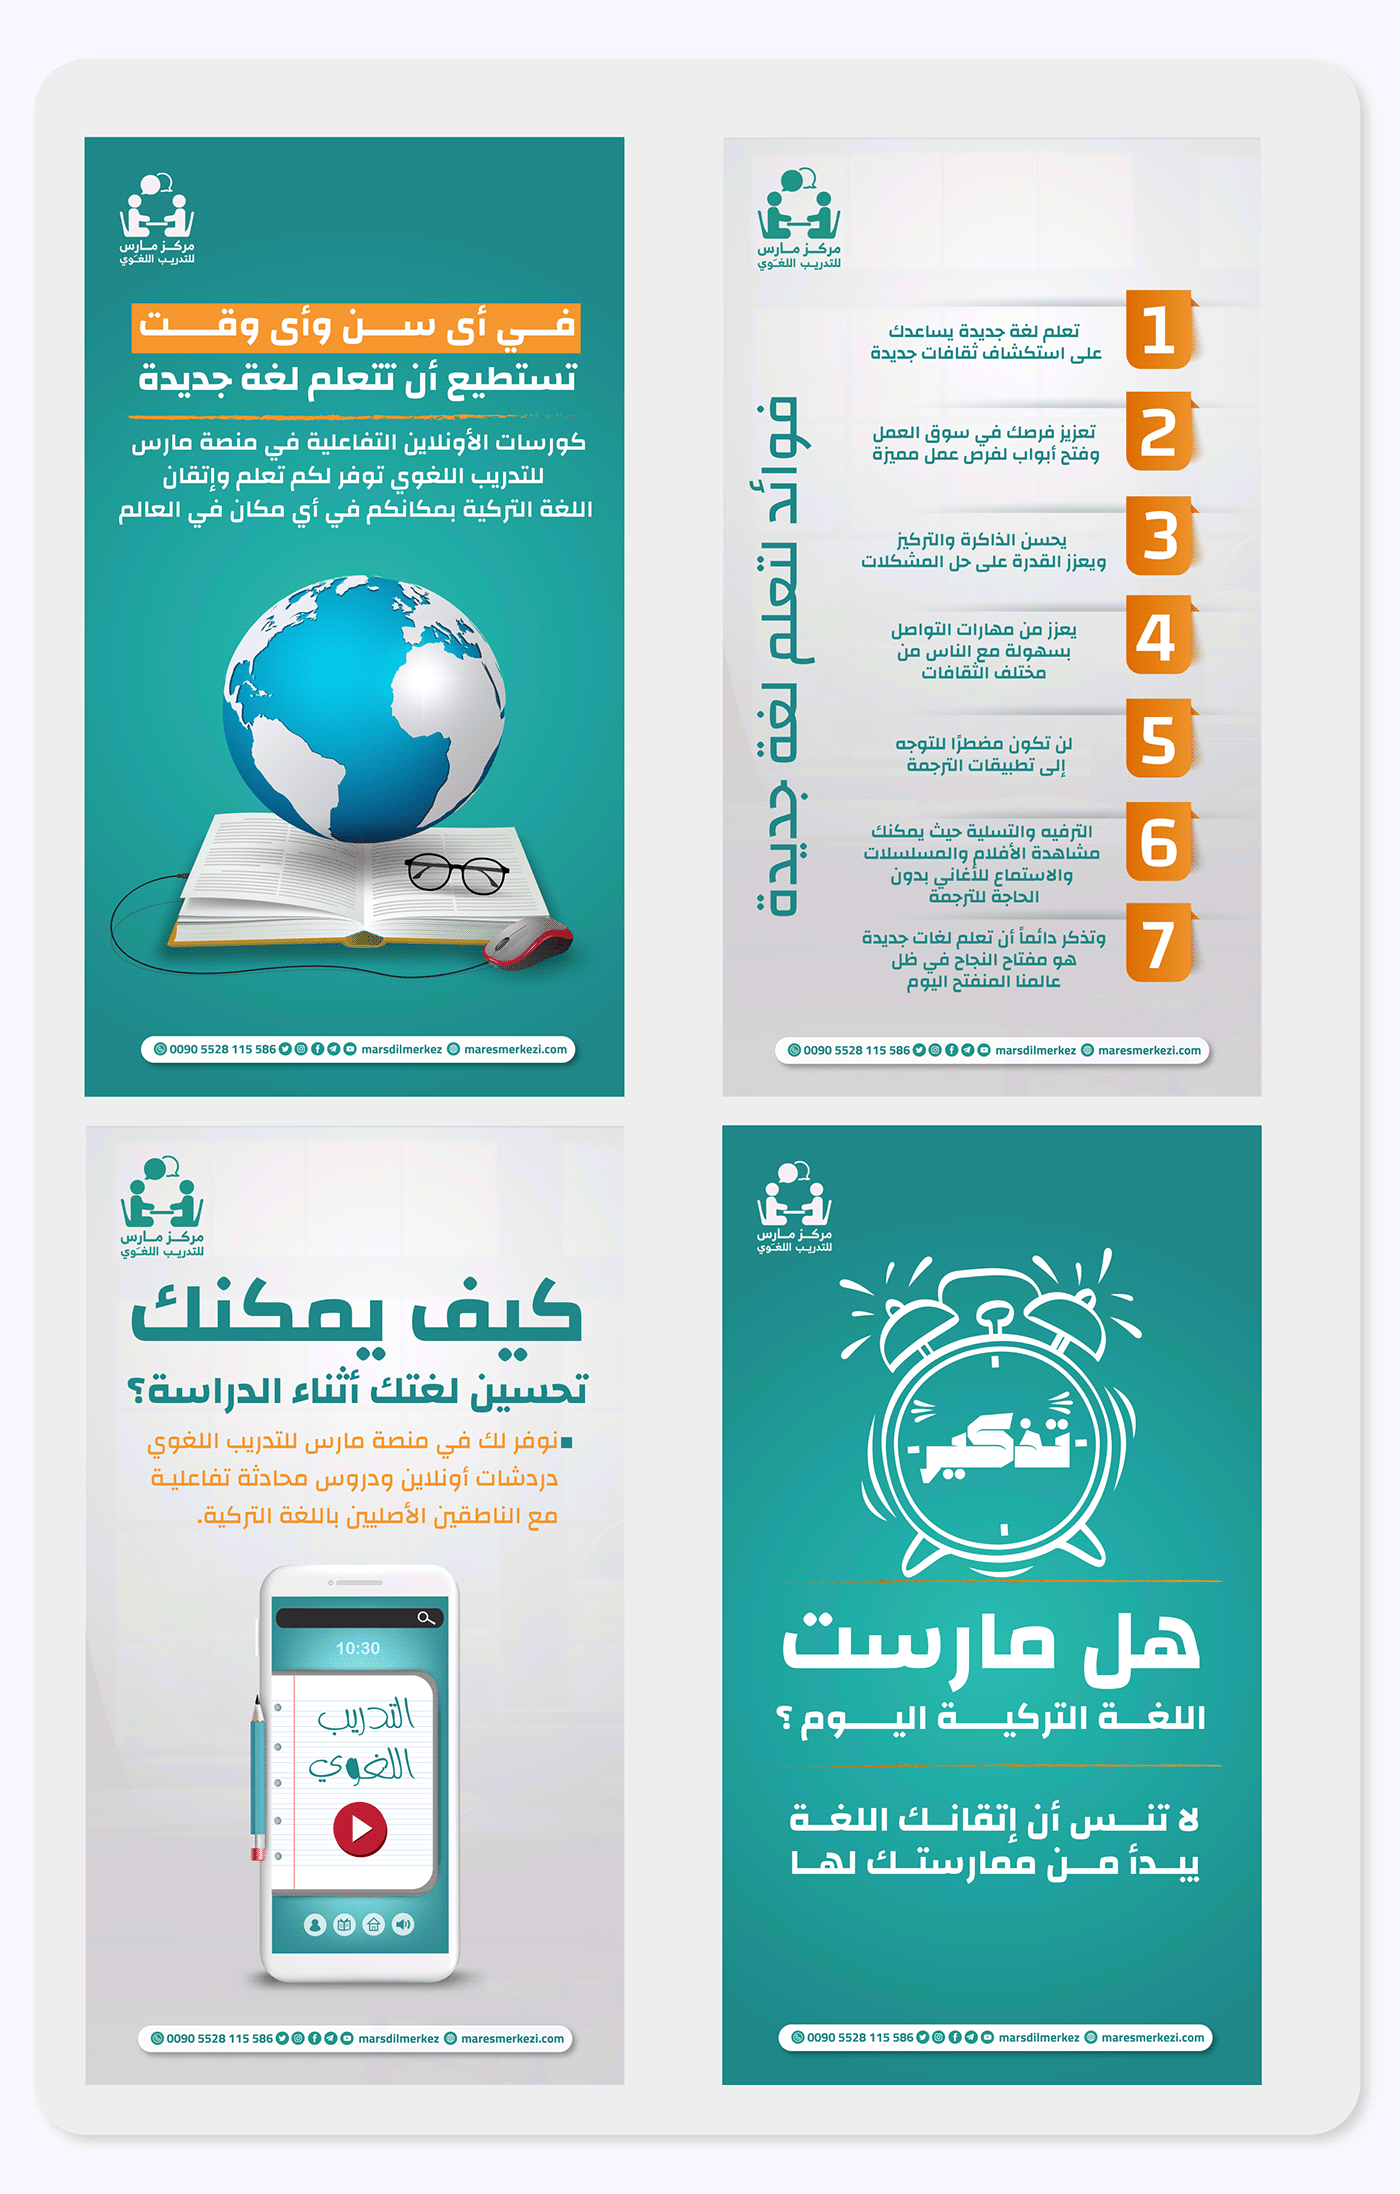 مركز مارس
للتدريب اللغوي
في أى سن وأى وقت
تستطيع أن تتعلم لغة جديدة
كورسات الأونلاين التفاعلية في منصة مارس
للتدريب اللغوي توفر لكم تعلم وإتقان
اللغة التركية بمكانكم في أي مكان في العالم
0090 5528 115 586 marsdilmerkez maresmerkezi.com
مركز مارس
للتدريب اللغوي
فوائد لتعلم لغة جديدة
1
تعلم لغة جديدة يساعدك
على استكشاف ثقافات جديدة
2
تعزيز فرصك في سوق العمل
وفتح أبواب لفرص عمل مميزة
3
يحسن الذاكرة والتركيز
ويعزز القدرة على حل المشكلات
4
يعزز من مهارات التواصل
بسهولة مع الناس من
مختلف الثقافات
5
لن تكون مضطرًا للتوجه
إلى تطبيقات الترجمة
6
الترفيه والتسلية حيث يمكنك
مشاهدة الأفلام والمسلسلات
والاستماع للأغاني بدون
الحاجة للترجمة
7
وتذكر دائماً أن تعلم لغات جديدة
هو مفتاح النجاح في ظل
عالمنا المنفتح اليوم
0090 5528 115 586 marsdilmerkez maresmerkezi.com
مركز مارس
للتدريب اللغوي
كيف يمكنك
تحسين لغتك أثناء الدراسة؟
نوفر لك في منصة مارس للتدريب اللغوي
دردشات أونلاين ودروس محادثة تفاعلية
مع الناطقين الأصليين باللغة التركية.
10:30
التدريب
اللغوي
0090 5528 115 586 marsdilmerkez maresmerkezi.com
مركز مارس
للتدريب اللغوي
تذكير
هل مارست
اللغة التركية اليوم ؟
لا تنس أن إتقانك اللغة
يبدأ من ممارستك لها
0090 5528 115 586 marsdilmerkez maresmerkezi.com